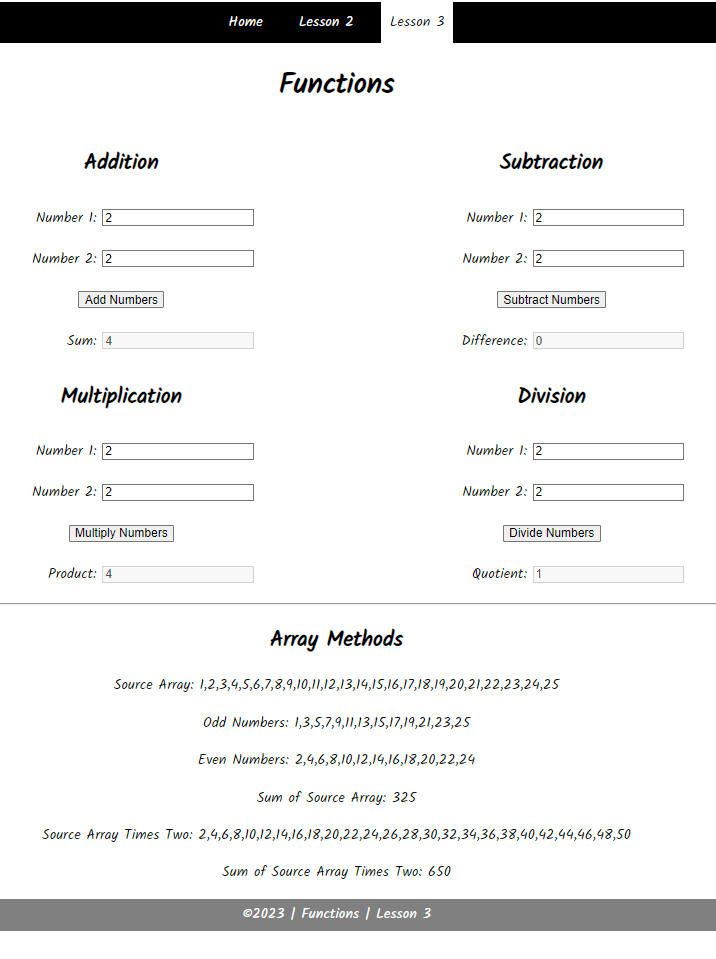 Home Lesson 2 Lesson 3
Functions
Addition
Number 1: 2
Number 2: 2
Add Numbers
Sum: 4
Subtraction
Number 1: 2
Number 2: 2
Subtract Numbers
Difference: 0
Multiplication
Number 1: 2
Number 2: 2
Multiply Numbers
Product: 4
Division
Number 1: 2
Number 2: 2
Divide Numbers
Quotient: 1
Array Methods
Source Array: 1,2,3,4,5,6,7,8,9,10,11,12,13,14,15,16,17,18,19,20,21,22,23,24,25
Odd Numbers: 1,3,5,7,9,11,13,15,17,19,21,23,25
Even Numbers: 2,4,6,8,10,12,14,16,18,20,22,24
Sum of Source Array: 325
Source Array Times Two: 2,4,6,8,10,12,14,16,18,20,22,24,26,28,30,32,34,36,38,40,42,44,46,48,50
Sum of Source Array Times Two: 650
©2023 | Functions | Lesson 3